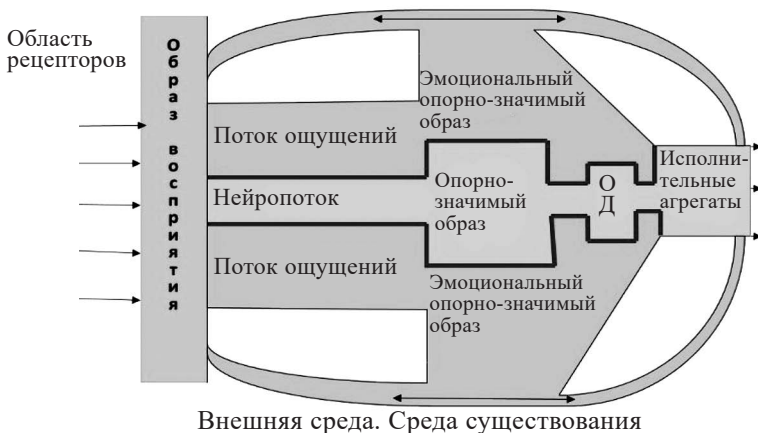 Область
рецепторов
Образ восприятия
Поток ощущений
Эмоциональный
опорно-значимый
образ
Нейропоток
Опорно-
значимый
образ
ОД
Исполни-
тельные
агрегаты
Поток ощущений
Эмоциональный
опорно-значимый
образ
Внешняя среда. Среда существования